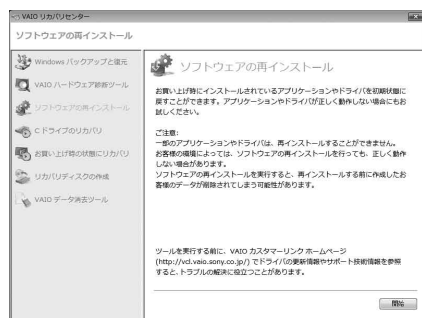 VAIO リカバリセンター
ソフトウェアの再インストール
Windows バックアップと復元
VAIO ハードウェア診断ツール
ソフトウェアの再インストール
C ドライブのリカバリ
お買い上げ時の状態にリカバリ
リカバリディスクの作成
VAIO データ消去ツール
ソフトウェアの再インストール
お買い上げ時にインストールされているアプリケーションやドライバを初期状態に
戻すことができます。アプリケーションやドライバが正しく動作しない場合にもお
試しください。
ご注意:
一部のアプリケーションやドライバは、再インストールすることができません。
お客様の環境によっては、ソフトウェアの再インストールを行っても、正しく動作
しない場合があります。
ソフトウェアの再インストールを実行すると、再インストールする前に作成したお
客様のデータが削除されてしまう可能性があります。
ツールを実行する前に、VAIO カスタマーリンク ホームページ
(http://vcl.vaio.sony.co.jp/) でドライバの更新情報やサポート技術情報を参照
すると、トラブルの解決に役立つことがあります。
開始